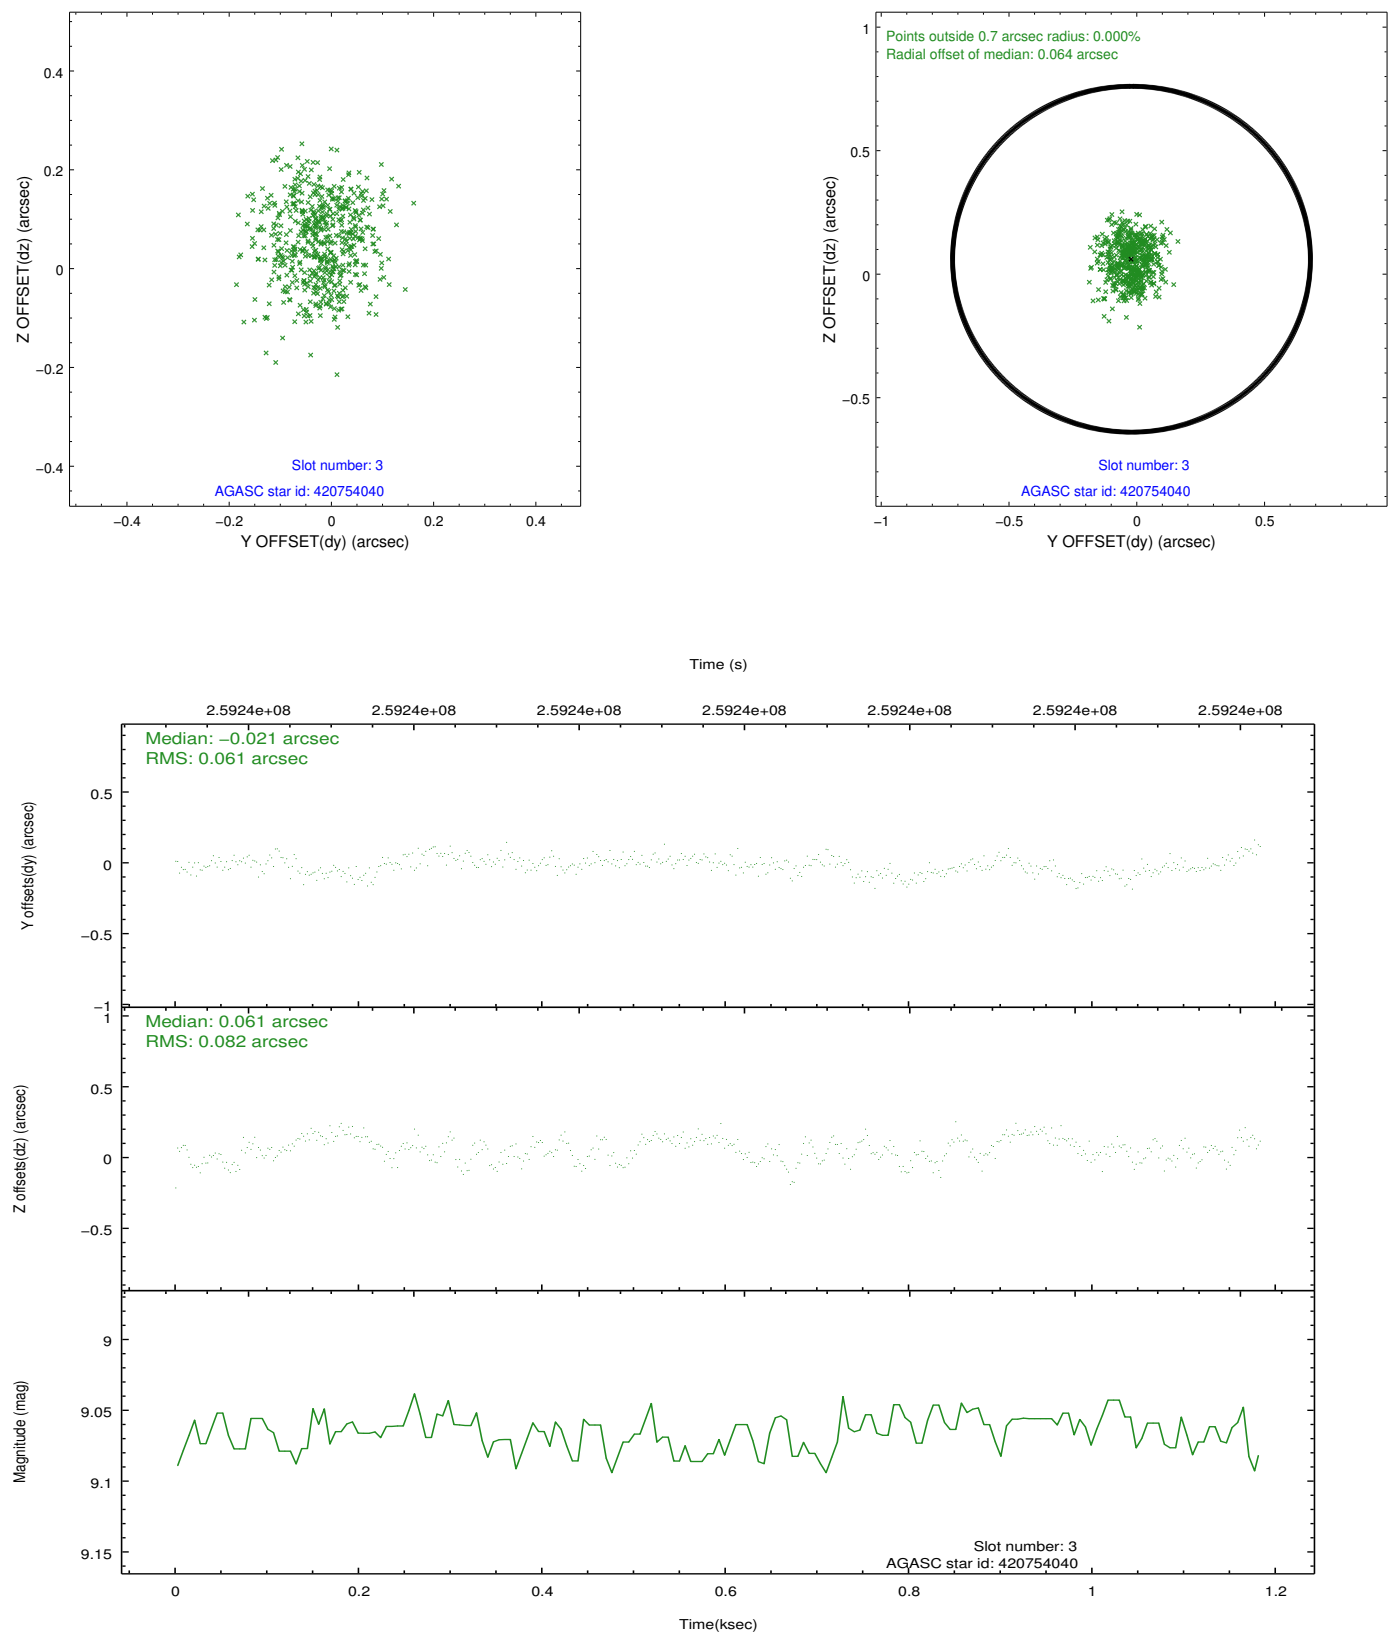 0.4
0.2
0
−0.2
−0.4
Z OFFSET(dz) (arcsec)
Slot number: 3
AGASC star id: 420754040
−0.4 −0.2 0 0.2 0.4
Y OFFSET(dy) (arcsec)
Points outside 0.7 arcsec radius: 0.000%
Radial offset of median: 0.064 arcsec
1
0.5
0
−0.5
Z OFFSET(dz) (arcsec)
Slot number: 3
AGASC star id: 420754040
−1 −0.5 0 0.5
Y OFFSET(dy) (arcsec)
Time (s)
2.5924e+08 2.5924e+08 2.5924e+08 2.5924e+08 2.5924e+08 2.5924e+08 2.5924e+08
Median: −0.021 arcsec
RMS: 0.061 arcsec
0.5
0
−0.5
−1
Y offsets(dy) (arcsec)
1
Median: 0.061 arcsec
RMS: 0.082 arcsec
0.5
0
−0.5
Z offsets(dz) (arcsec)
9
9.05
9.1
9.15
Magnitude (mag)
Slot number: 3
AGASC star id: 420754040
0 0.2 0.4 0.6 0.8 1 1.2
Time(ksec)